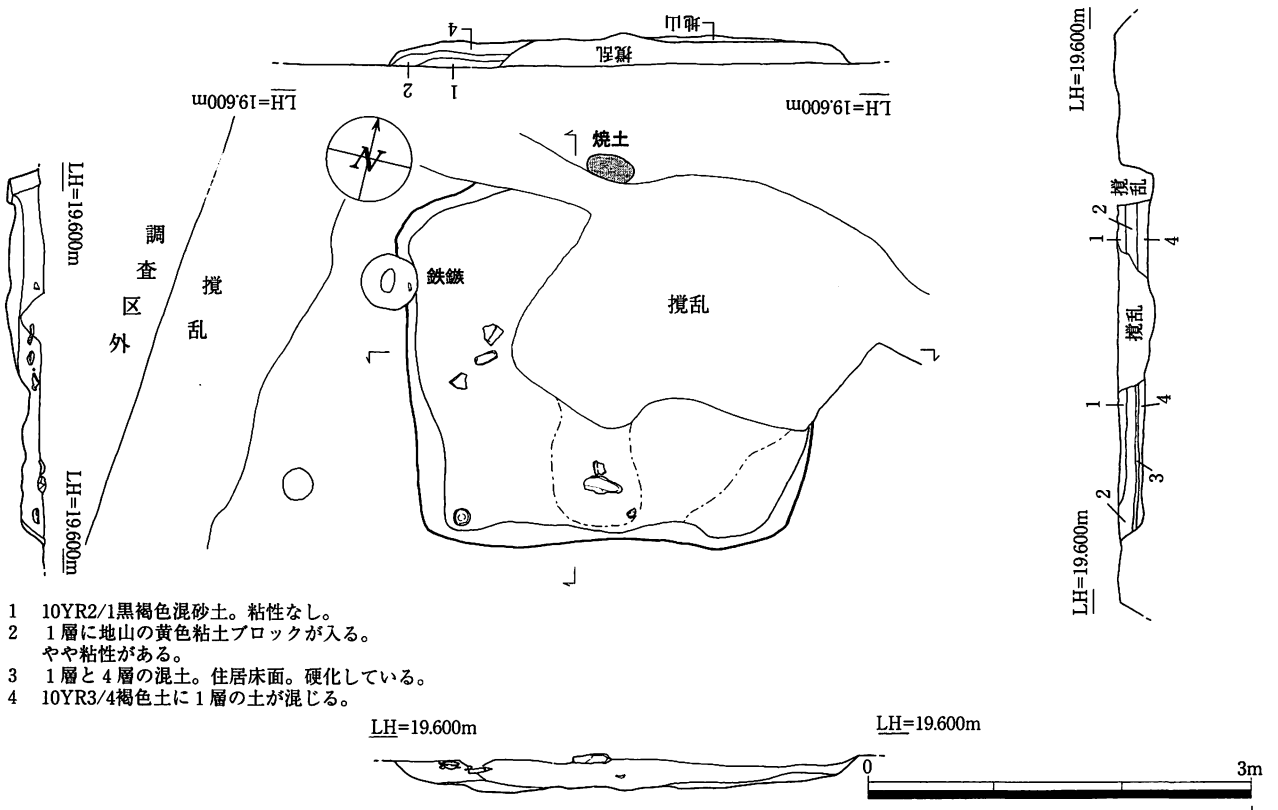 4
地山
撹乱
2
1
LH=19.600m
LH=19.600m
LH=19.600m
LH=19.600m
調査区外
撹乱
N
焼土
鉄鏃
撹乱
LH=19.600m
撹乱
2
1
4
撹乱
1
4
3
2
LH=19.600m
1 10YR2/1黒褐色混砂土。粘性なし。
2 1層に地山の黄色粘土ブロックが入る。
やや粘性がある。
3 1層と4層の混土。住居床面。硬化している。
4 10YR3/4褐色土に1層の土が混じる。
LH=19.600m
LH=19.600m
0 3m